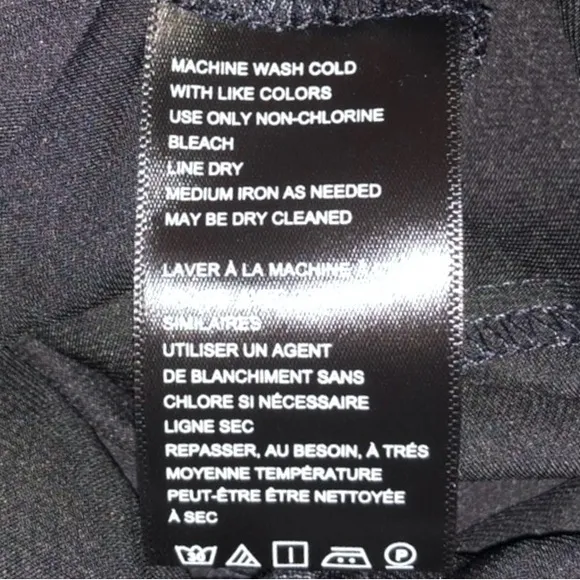 MACHINE WASH COLD
WITH LIKE COLORS
USE ONLY NON-CHLORINE
BLEACH
LINE DRY
MEDIUM IRON AS NEEDED
MAY BE DRY CLEANED
LAVER À LA MACHINE
SIMILAIRES
UTILISER UN AGENT
DE BLANCHIMENT SANS
CHLORE SI NÉCESSAIRE
LIGNE SEC
REPASSER, AU BESOIN, À TRÉS
MOYENNE TEMPÉRATURE
PEUT-ÊTRE ÊTRE NETTOYÉE
À SEC
30
P